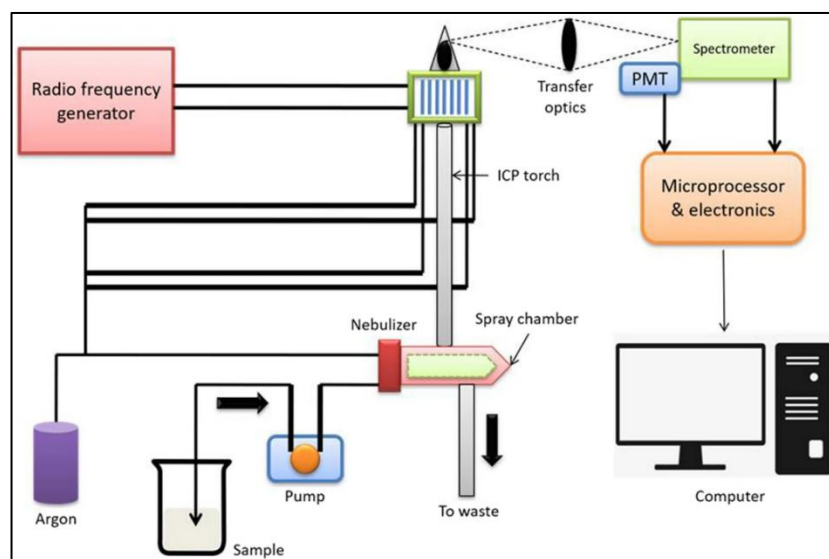 Radio frequency
generator
Transfer
optics
Spectrometer
PMT
ICP torch
Microprocessor
& electronics
Nebulizer
Spray chamber
Argon
Sample
Pump
To waste
Computer